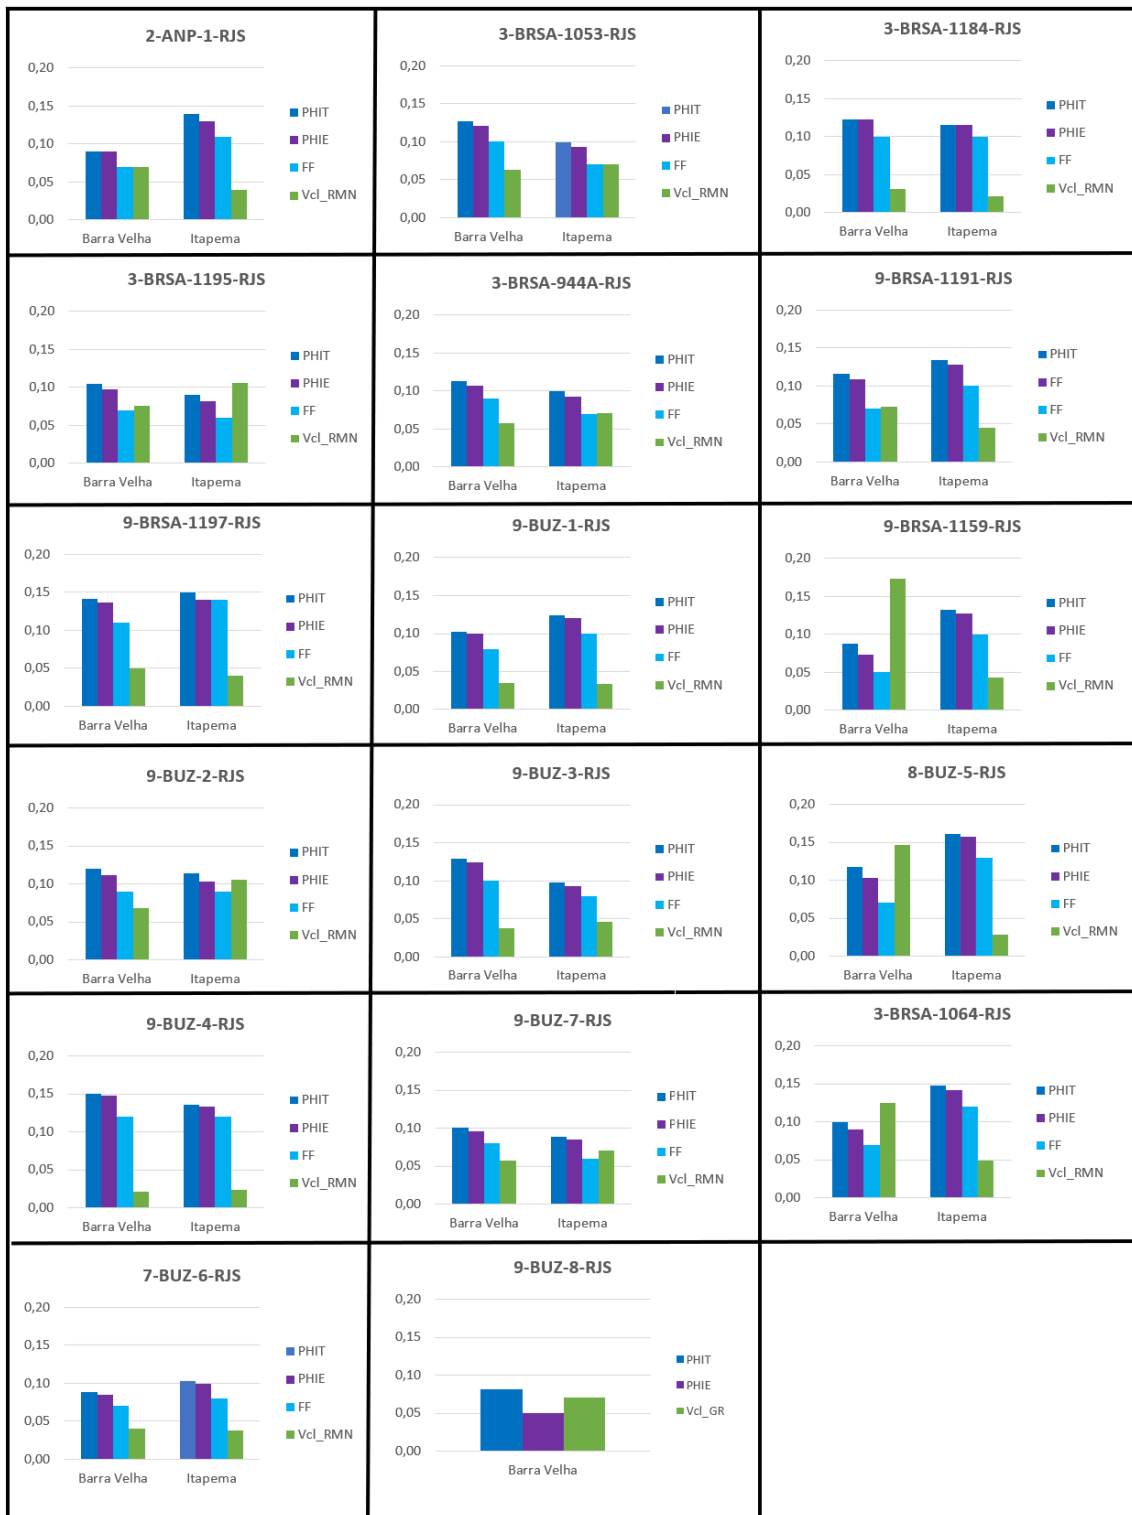 2-ANP-1-RJS
0,20
0,15
0,10
0,05
0,00
Barra Velha Itapema
PHIT
PHIE
FF
Vcl_RMN
3-BRSA-1053-RJS
0,20
0,15
0,10
0,05
0,00
Barra Velha Itapema
PHIT
PHIE
FF
Vcl_RMN
3-BRSA-1184-RJS
0,20
0,15
0,10
0,05
0,00
Barra Velha Itapema
PHIT
PHIE
FF
Vcl_RMN
3-BRSA-1195-RJS
0,20
0,15
0,10
0,05
0,00
Barra Velha Itapema
PHIT
PHIE
FF
Vcl_RMN
3-BRSA-944A-RJS
0,20
0,15
0,10
0,05
0,00
Barra Velha Itapema
PHIT
PHIE
FF
Vcl_RMN
9-BRSA-1191-RJS
0,20
0,15
0,10
0,05
0,00
Barra Velha Itapema
PHIT
FF
FF
Vcl_RMN
9-BRSA-1197-RJS
0,20
0,15
0,10
0,05
0,00
Barra Velha Itapema
PHIT
PHIE
FF
Vcl_RMN
9-BUZ-1-RJS
0,20
0,15
0,10
0,05
0,00
Barra Velha Itapema
PHIT
PHIE
FF
Vcl_RMN
9-BRSA-1159-RJS
0,20
0,15
0,10
0,05
0,00
Barra Velha Itapema
PHIT
PHIE
FF
Vcl_RMN
9-BUZ-2-RJS
0,20
0,15
0,10
0,05
0,00
Barra Velha Itapema
PHIT
PHIE
FF
Vcl_RMN
9-BUZ-3-RJS
0,20
0,15
0,10
0,05
0,00
Barra Velha Itapema
PHIT
PHIE
FF
Vcl_RMN
8-BUZ-5-RJS
0,20
0,15
0,10
0,05
0,00
Barra Velha Itapema
PHIT
PHIE
FF
Vcl_RMN
9-BUZ-4-RJS
0,20
0,15
0,10
0,05
0,00
Barra Velha Itapema
PHIT
PHIE
FF
Vcl_RMN
9-BUZ-7-RJS
0,20
0,15
0,10
0,05
0,00
Barra Velha Itapema
PHIT
PHIE
FF
Vcl_RMN
3-BRSA-1064-RJS
0,20
0,15
0,10
0,05
0,00
Barra Velha Itapema
PHIT
PHIE
FF
Vcl_RMN
7-BUZ-6-RJS
0,20
0,15
0,10
0,05
0,00
Barra Velha Itapema
PHIT
PHIE
FF
Vcl_RMN
9-BUZ-8-RJS
0,20
0,15
0,10
0,05
0,00
Barra Velha
PHIT
PHIE
Vcl_GR